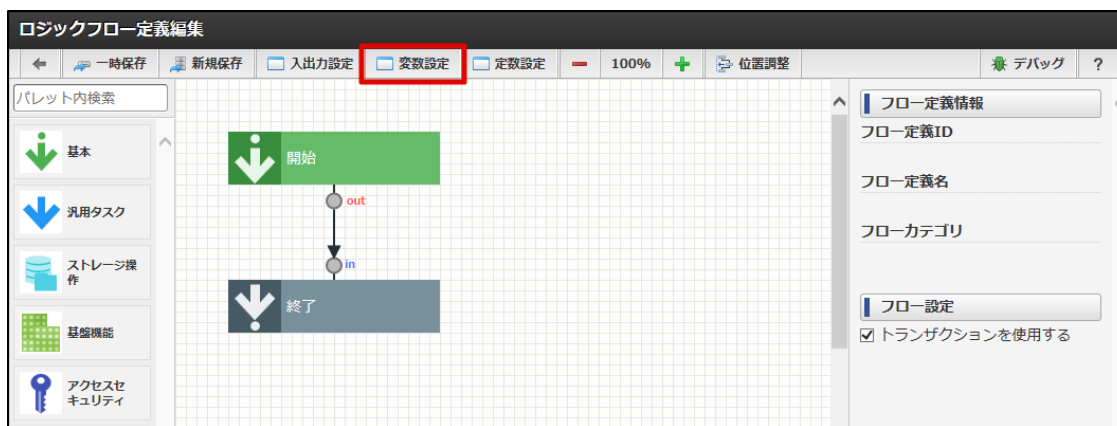 ロジックフロー定義編集
一時保存 新規保存 入出力設定 変数設定 定数設定 100% 位置調整 デバッグ ?
パレット内検索
基本
汎用タスク
ストレージ操
作
基盤機能
アクセスセ
キュリティ
開始
out
in
終了
フロー定義情報
フロー定義ID
フロー定義名
フローカテゴリ
フロー設定
トランザクションを使用する